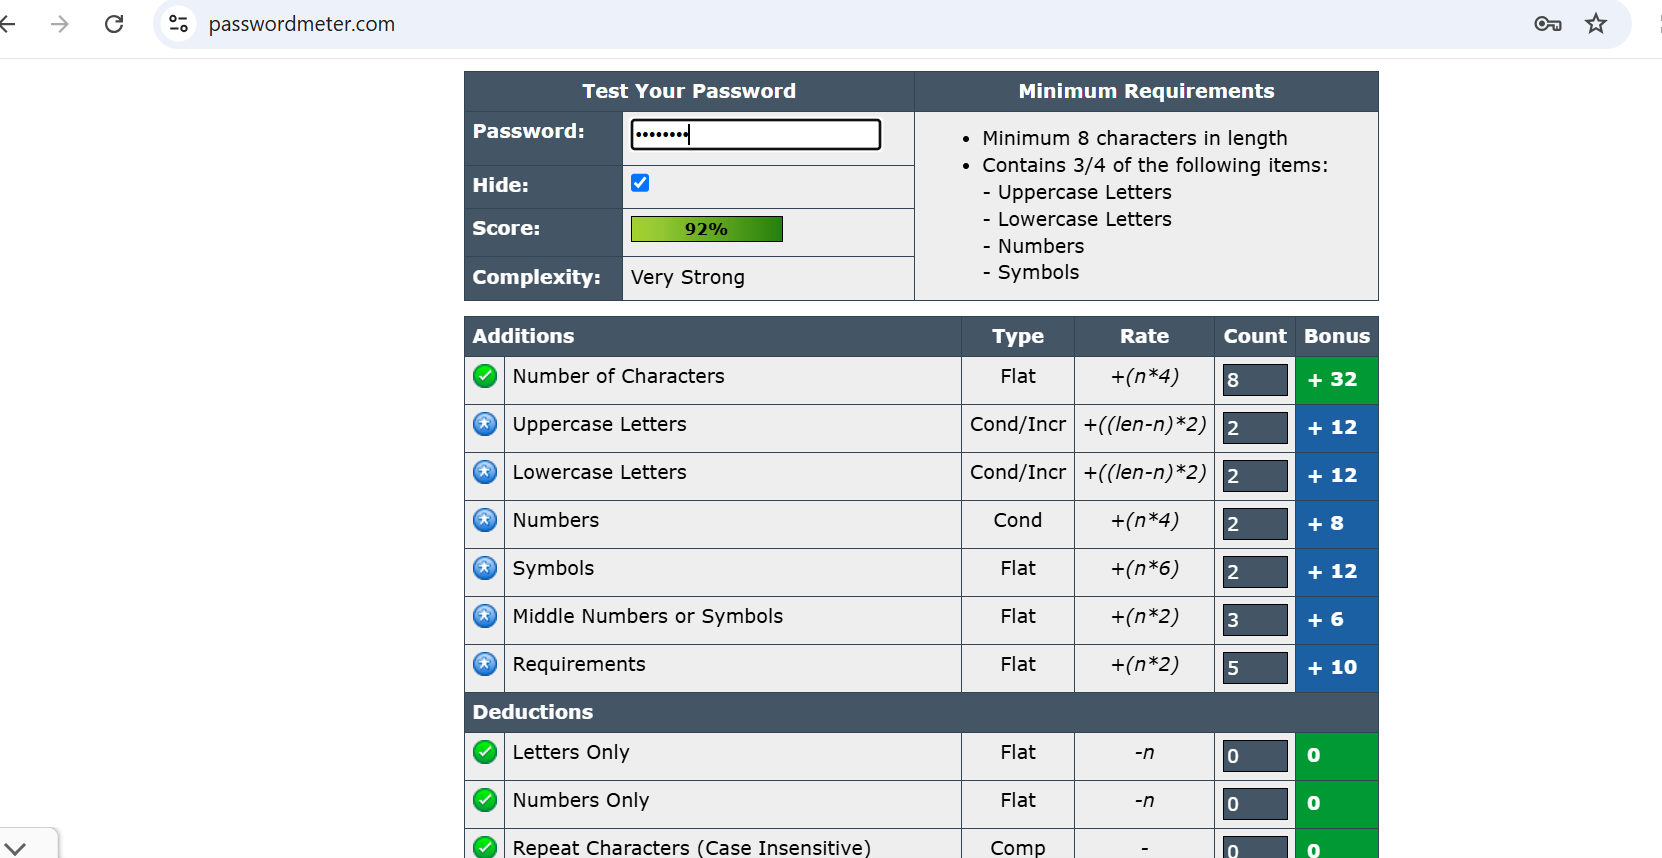 passwordmeter.com
Test Your Password Minimum Requirements
Password: ••••••••
• Minimum 8 characters in length
• Contains 3/4 of the following items:
- Uppercase Letters
- Lowercase Letters
- Numbers
- Symbols
Hide:
Score: 92%
Complexity: Very Strong
Additions Type Rate Count Bonus
Number of Characters Flat +(n*4) 8 + 32
Uppercase Letters Cond/Incr +((len-n)*2) 2 + 12
Lowercase Letters Cond/Incr +((len-n)*2) 2 + 12
Numbers Cond +(n*4) 2 + 8
Symbols Flat +(n*6) 2 + 12
Middle Numbers or Symbols Flat +(n*2) 3 + 6
Requirements Flat +(n*2) 5 + 10
Deductions
Letters Only Flat -n 0 0
Numbers Only Flat -n 0 0
Repeat Characters (Case Insensitive) Comp - 0 0